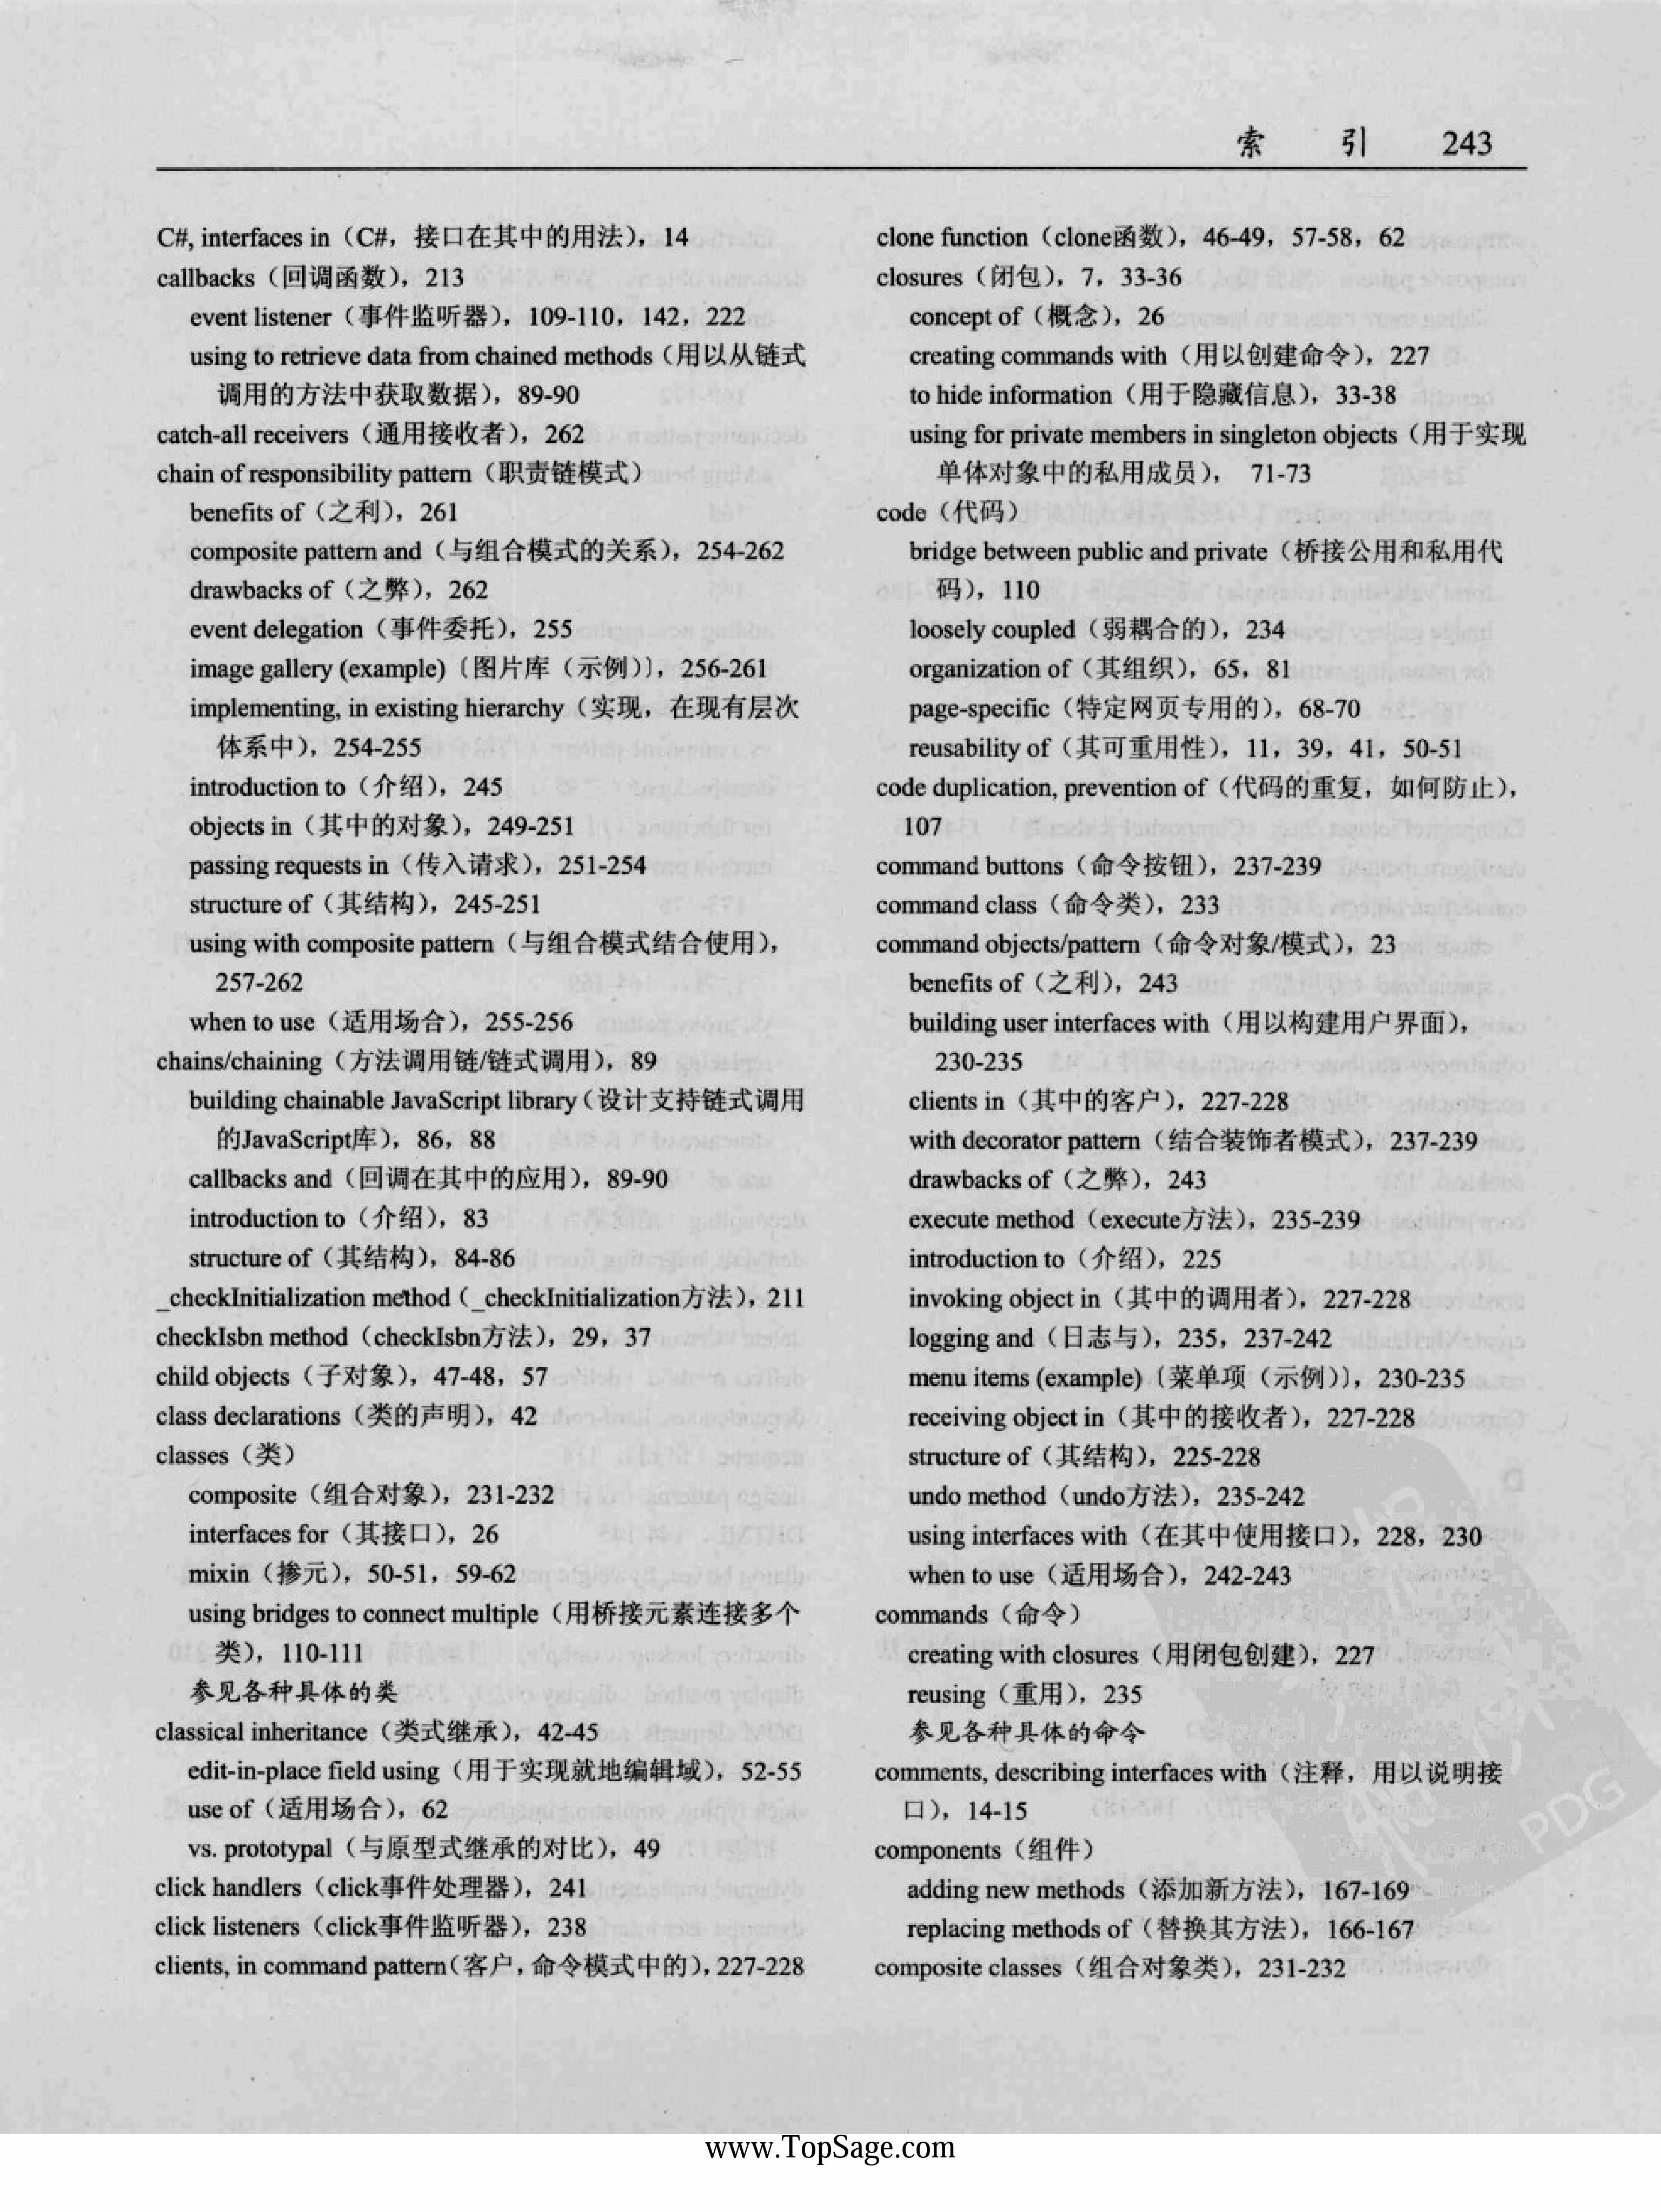 索 引 243
C#, interfaces in（C#，接口在其中的用法），14
callbacks（回调函数），213
event listener（事件监听器），109-110，142，222
using to retrieve data from chained methods（用以从链式
调用的方法中获取数据），89-90
catch-all receivers（通用接收者），262
chain of responsibility pattern（职责链模式）
benefits of（之利），261
composite pattern and（与组合模式的关系），254-262
drawbacks of（之弊），262
event delegation（事件委托），255
image gallery (example)〔图片库（示例）〕，256-261
implementing, in existing hierarchy（实现，在现有层次
体系中），254-255
introduction to（介绍），245
objects in（其中的对象），249-251
passing requests in（传入请求），251-254
structure of（其结构），245-251
using with composite pattern（与组合模式结合使用），
257-262
when to use（适用场合），255-256
chains/chaining（方法调用链/链式调用），89
building chainable JavaScript library（设计支持链式调用
的JavaScript库），86，88
callbacks and（回调在其中的应用），89-90
introduction to（介绍），83
structure of（其结构），84-86
_checkInitialization method（_checkInitialization方法），211
checkIsbn method（checkIsbn方法），29，37
child objects（子对象），47-48，57
class declarations（类的声明），42
classes（类）
composite（组合对象），231-232
interfaces for（其接口），26
mixin（掺元），50-51，59-62
using bridges to connect multiple（用桥接元素连接多个
类），110-111
参见各种具体的类
classical inheritance（类式继承），42-45
edit-in-place field using（用于实现就地编辑域），52-55
use of（适用场合），62
vs. prototypal（与原型式继承的对比），49
click handlers（click事件处理器），241
click listeners（click事件监听器），238
clients, in command pattern（客户，命令模式中的），227-228
clone function（clone函数），46-49，57-58，62
closures（闭包），7，33-36
concept of（概念），26
creating commands with（用以创建命令），227
to hide information（用于隐藏信息），33-38
using for private members in singleton objects（用于实现
单体对象中的私用成员）， 71-73
code（代码）
bridge between public and private（桥接公用和私用代
码），110
loosely coupled（弱耦合的），234
organization of（其组织），65，81
page-specific（特定网页专用的），68-70
reusability of（其可重用性），11，39，41，50-51
code duplication, prevention of（代码的重复，如何防止），
107
command buttons（命令按钮），237-239
command class（命令类），233
command objects/pattern（命令对象/模式），23
benefits of（之利），243
building user interfaces with（用以构建用户界面），
230-235
clients in（其中的客户），227-228
with decorator pattern（结合装饰者模式），237-239
drawbacks of（之弊），243
execute method（execute方法），235-239
introduction to（介绍），225
invoking object in（其中的调用者），227-228
logging and（日志与），235，237-242
menu items (example)〔菜单项（示例）〕，230-235
receiving object in（其中的接收者），227-228
structure of（其结构），225-228
undo method（undo方法），235-242
using interfaces with（在其中使用接口），228，230
when to use（适用场合），242-243
commands（命令）
creating with closures（用闭包创建），227
reusing（重用），235
参见各种具体的命令
comments, describing interfaces with（注释，用以说明接
口），14-15
components（组件）
adding new methods（添加新方法），167-169
replacing methods of（替换其方法），166-167
composite classes（组合对象类），231-232
PDG
www.TopSage.com